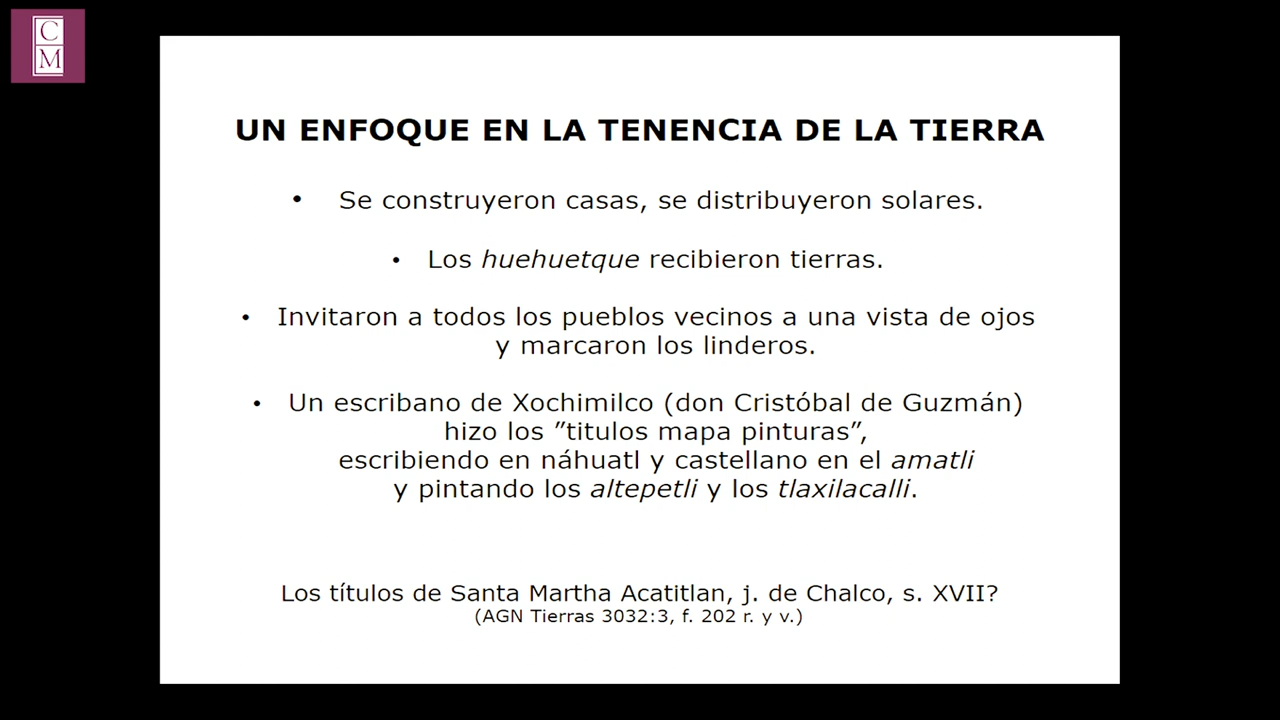 C
M
UN ENFOQUE EN LA TENENCIA DE LA TIERRA
• Se construyeron casas, se distribuyeron solares.
• Los huehuetque recibieron tierras.
• Invitaron a todos los pueblos vecinos a una vista de ojos
y marcaron los linderos.
• Un escribano de Xochimilco (don Cristóbal de Guzmán)
hizo los ”titulos mapa pinturas”,
escribiendo en náhuatl y castellano en el amatli
y pintando los altepetli y los tlaxilacalli.
Los títulos de Santa Martha Acatitlan, j. de Chalco, s. XVII?
(AGN Tierras 3032:3, f. 202 r. y v.)